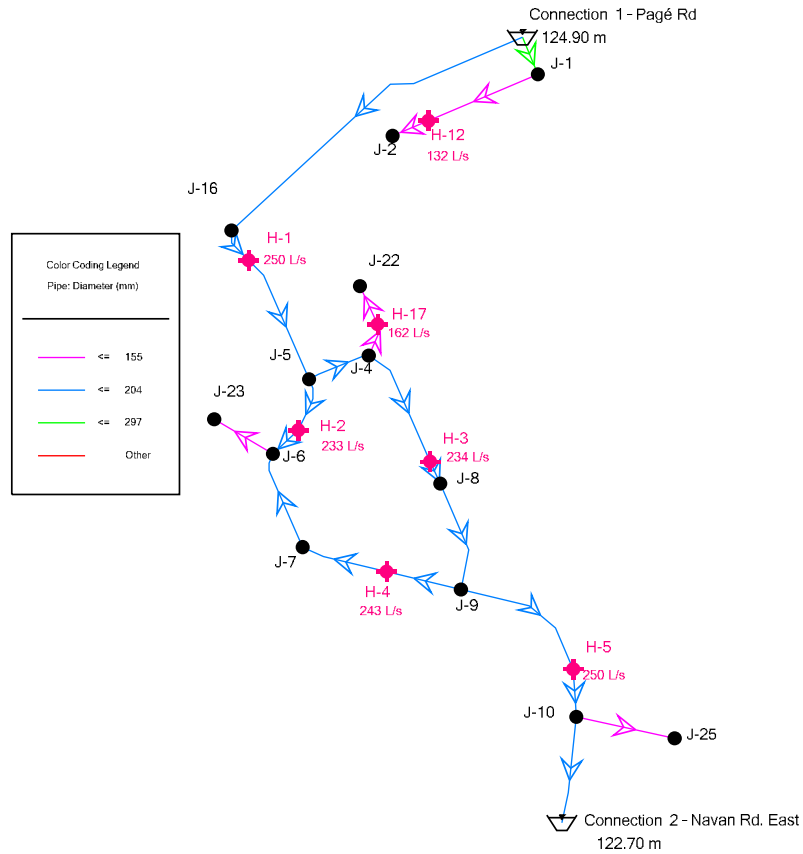 Connection 1 - Pagé Rd
124.90 m
J-1
H-12
J-2
132 L/s
J-16
H-1
250 L/s
J-22
Color Coding Legend
Pipe: Diameter (mm)
H-17
162 L/s
J-5
J-4
<= 155
<= 204
J-23
<= 297
H-2
233 L/s
H-3
234 L/s
Other
J-6
J-8
J-7
H-4
243 L/s
J-9
H-5
250 L/s
J-10
J-25
Connection 2 - Navan Rd. East
122.70 m